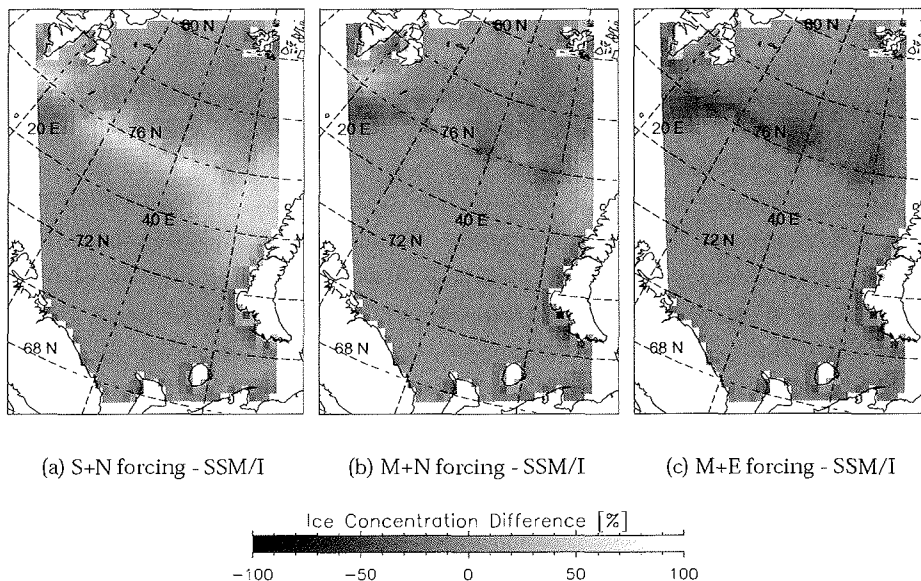 80 N
76 N
20 E
40 E
72 N
68 N
80 N
76 N
20 E
40 E
72 N
68 N
80 N
76 N
20 E
40 E
72 N
68 N
(a) S+N forcing - SSM/I
(b) M+N forcing - SSM/I
(c) M+E forcing - SSM/I
Ice Concentration Difference [%]
-100 -50 0 50 100